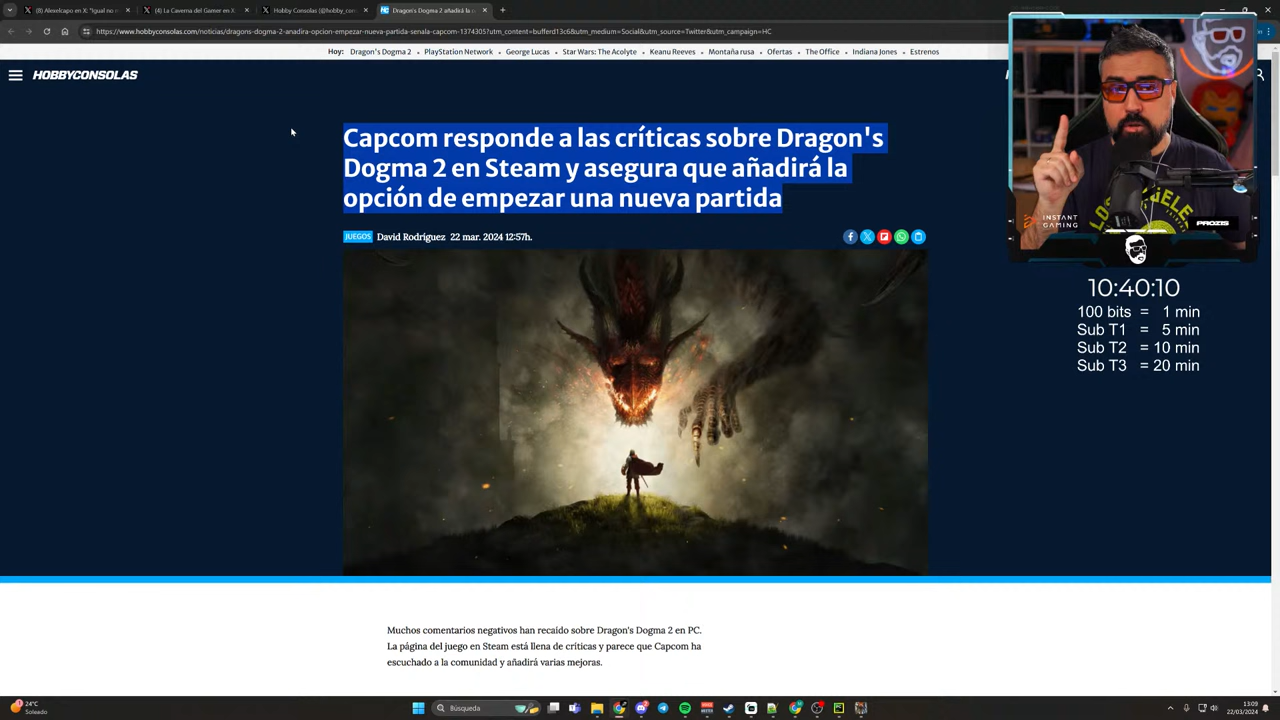 (8) Alexelcapo en X: "Igual no
(4) La Caverna del Gamer en X
Hobby Consolas (@hobby_con
Dragon's Dogma 2 añadirá la
https://www.hobbyconsolas.com/noticias/dragons-dogma-2-anadira-opcion-empezar-nueva-partida-senala-capcom-1374305?utm_content=bufferd13c6&utm_medium=Social&utm_source=Twitter&utm_campaign=HC
Hoy: Dragon's Dogma 2 • PlayStation Network • George Lucas • Star Wars: The Acolyte • Keanu Reeves • Montaña rusa • Ofertas • The Office • Indiana Jones • Estrenos
HOBBYCONSOLAS
Capcom responde a las críticas sobre Dragon's
Dogma 2 en Steam y asegura que añadirá la
opción de empezar una nueva partida
JUEGOS David Rodríguez 22 mar. 2024 12:57h.
LOS ANGELES
INSTANT GAMING
PROZIS
10:40:10
100 bits = 1 min
Sub T1 = 5 min
Sub T2 = 10 min
Sub T3 = 20 min
Muchos comentarios negativos han recaído sobre Dragon's Dogma 2 en PC.
La página del juego en Steam está llena de críticas y parece que Capcom ha
escuchado a la comunidad y añadirá varias mejoras.
24°C
Soleado
Búsqueda
13:09
22/03/2024